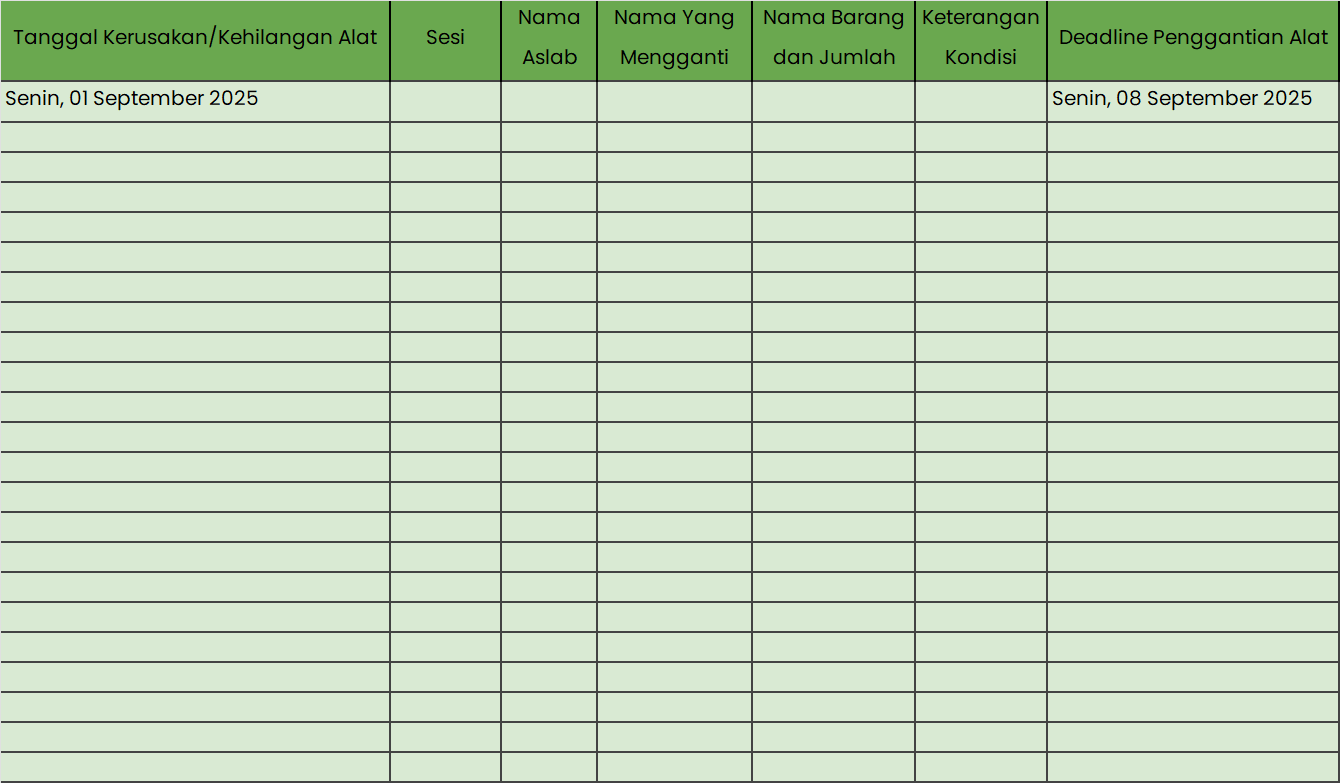 Tanggal Kerusakan/Kehilangan Alat
Sesi
Nama
Aslab
Nama Yang
Mengganti
Nama Barang
dan Jumlah
Keterangan
Kondisi
Deadline Penggantian Alat
Senin, 01 September 2025
Senin, 08 September 2025